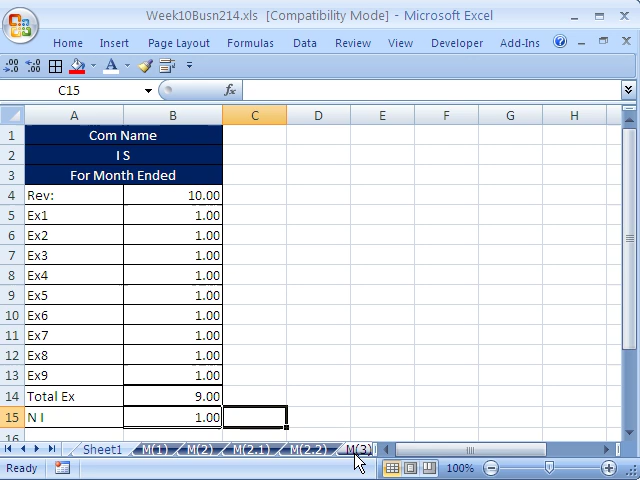 Week10Busn214.xls [Compatibility Mode] - Microsoft Excel
Home Insert Page Layout Formulas Data Review View Developer Add-Ins
C15 fx
A B C D E F G H
1 Com Name
2 I S
3 For Month Ended
4 Rev: 10.00
5 Ex1 1.00
6 Ex2 1.00
7 Ex3 1.00
8 Ex4 1.00
9 Ex5 1.00
10 Ex6 1.00
11 Ex7 1.00
12 Ex8 1.00
13 Ex9 1.00
14 Total Ex 9.00
15 N I 1.00
16
Sheet1 M(1) M(2) M(2.1) M(2.2) M(3)
Ready 100%